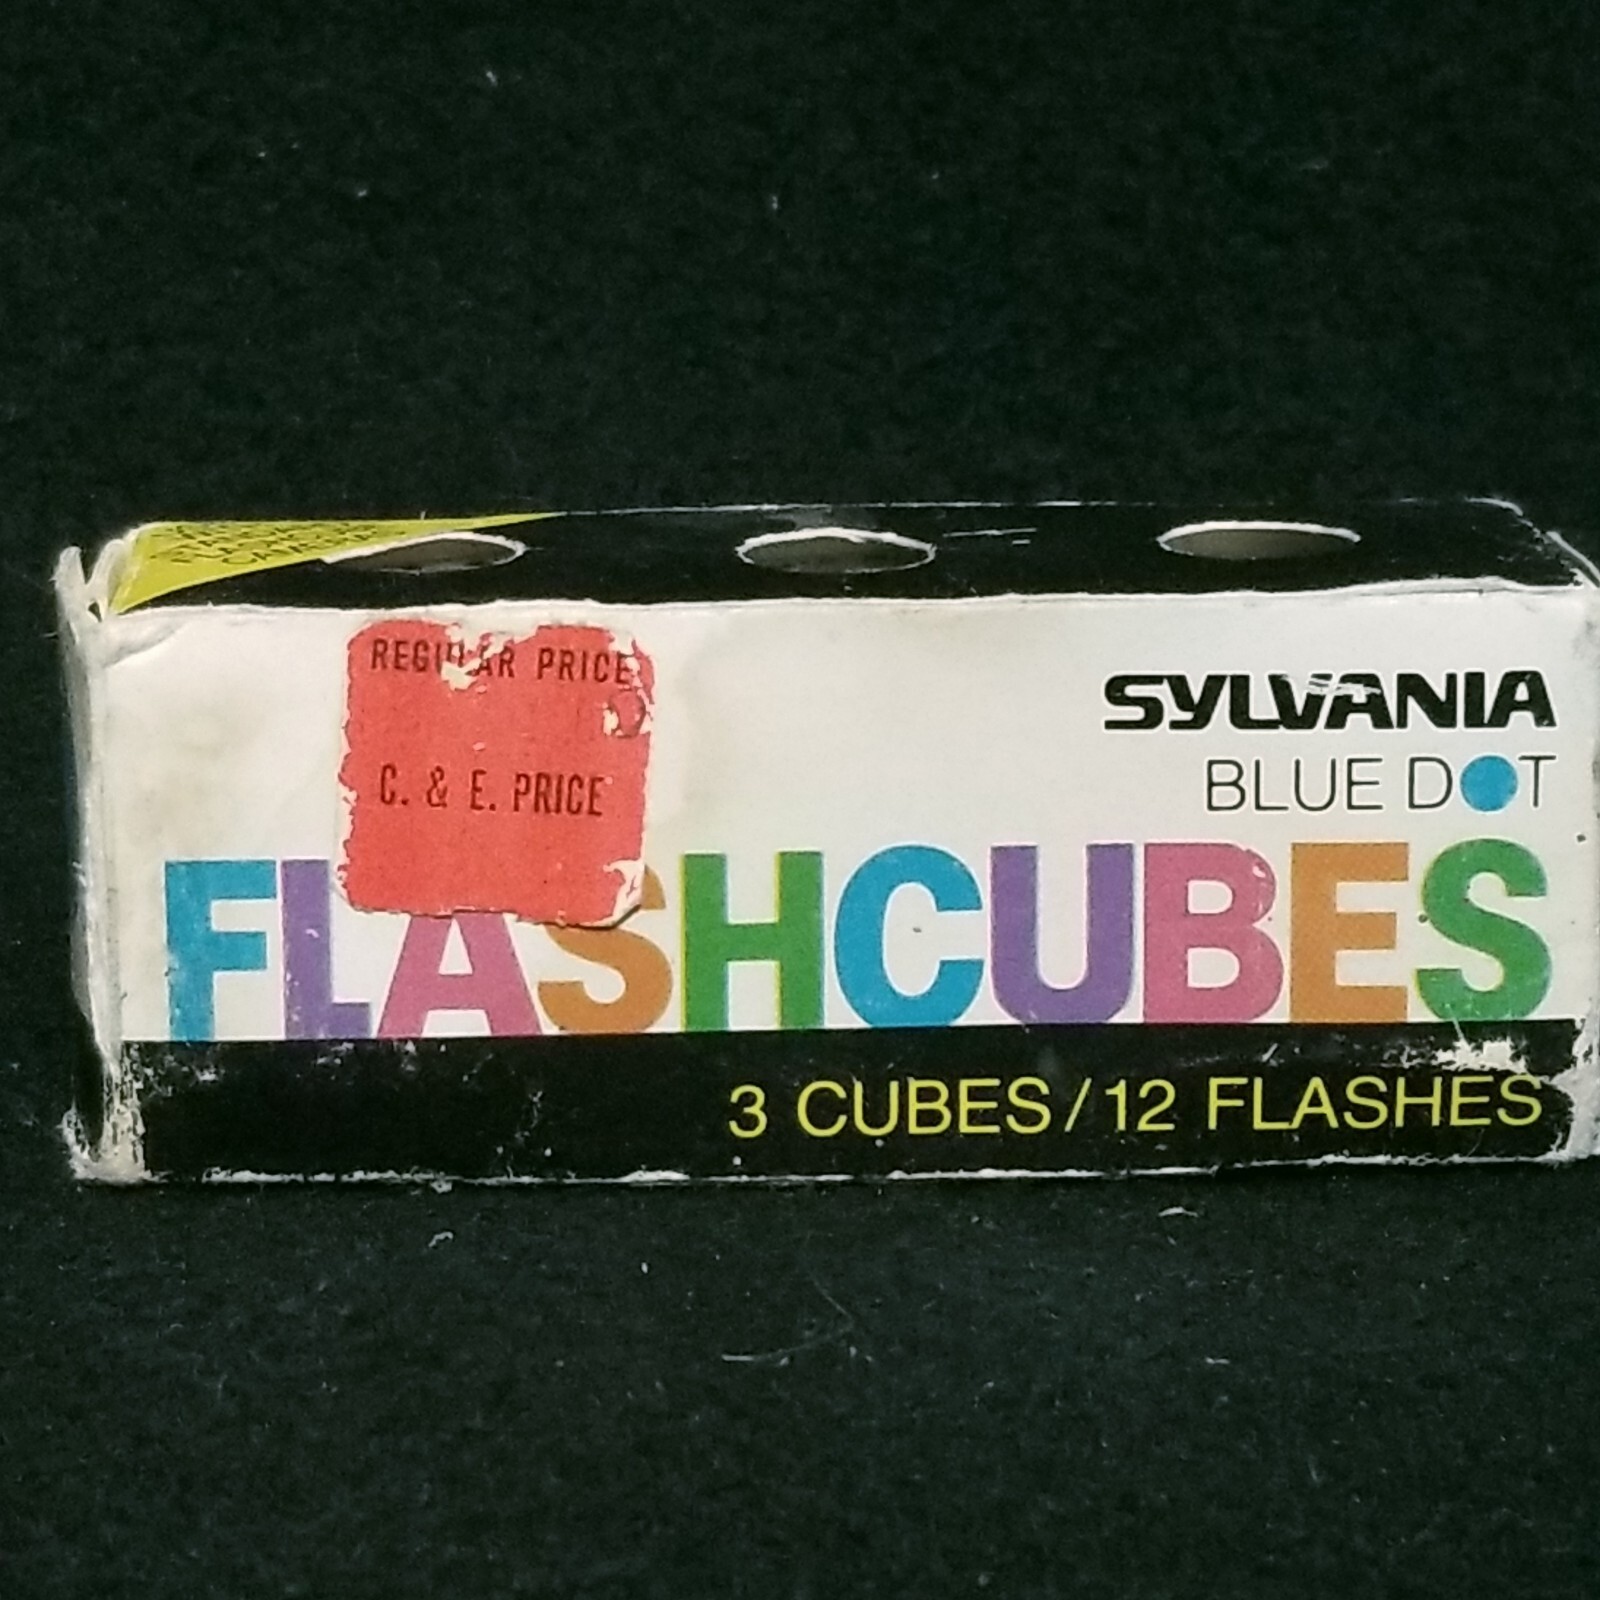 REGULAR PRICE
C. & E. PRICE
SYLVANIA
BLUE DOT
FLASHCUBES
3 CUBES / 12 FLASHES